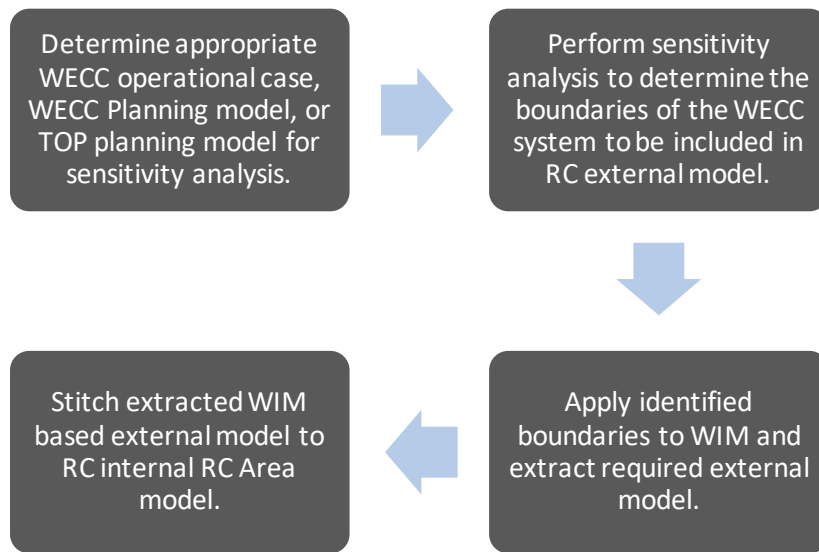 Determine appropriate
WECC operational case,
WECC Planning model, or
TOP planning model for
sensitivity analysis.
Perform sensitivity
analysis to determine the
boundaries of the WECC
system to be included in
RC external model.
Stitch extracted WIM
based external model to
RC internal RC Area
model.
Apply identified
boundaries to WIM and
extract required external
model.